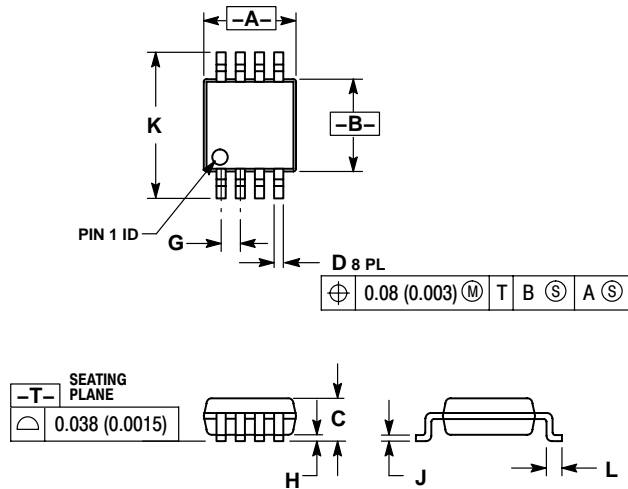 –A–
K
–B–
PIN 1 ID
G
D 8 PL
⌖ 0.08 (0.003) Ⓜ T B Ⓢ A Ⓢ
–T– SEATING PLANE
⌓ 0.038 (0.0015)
C
H
J
L